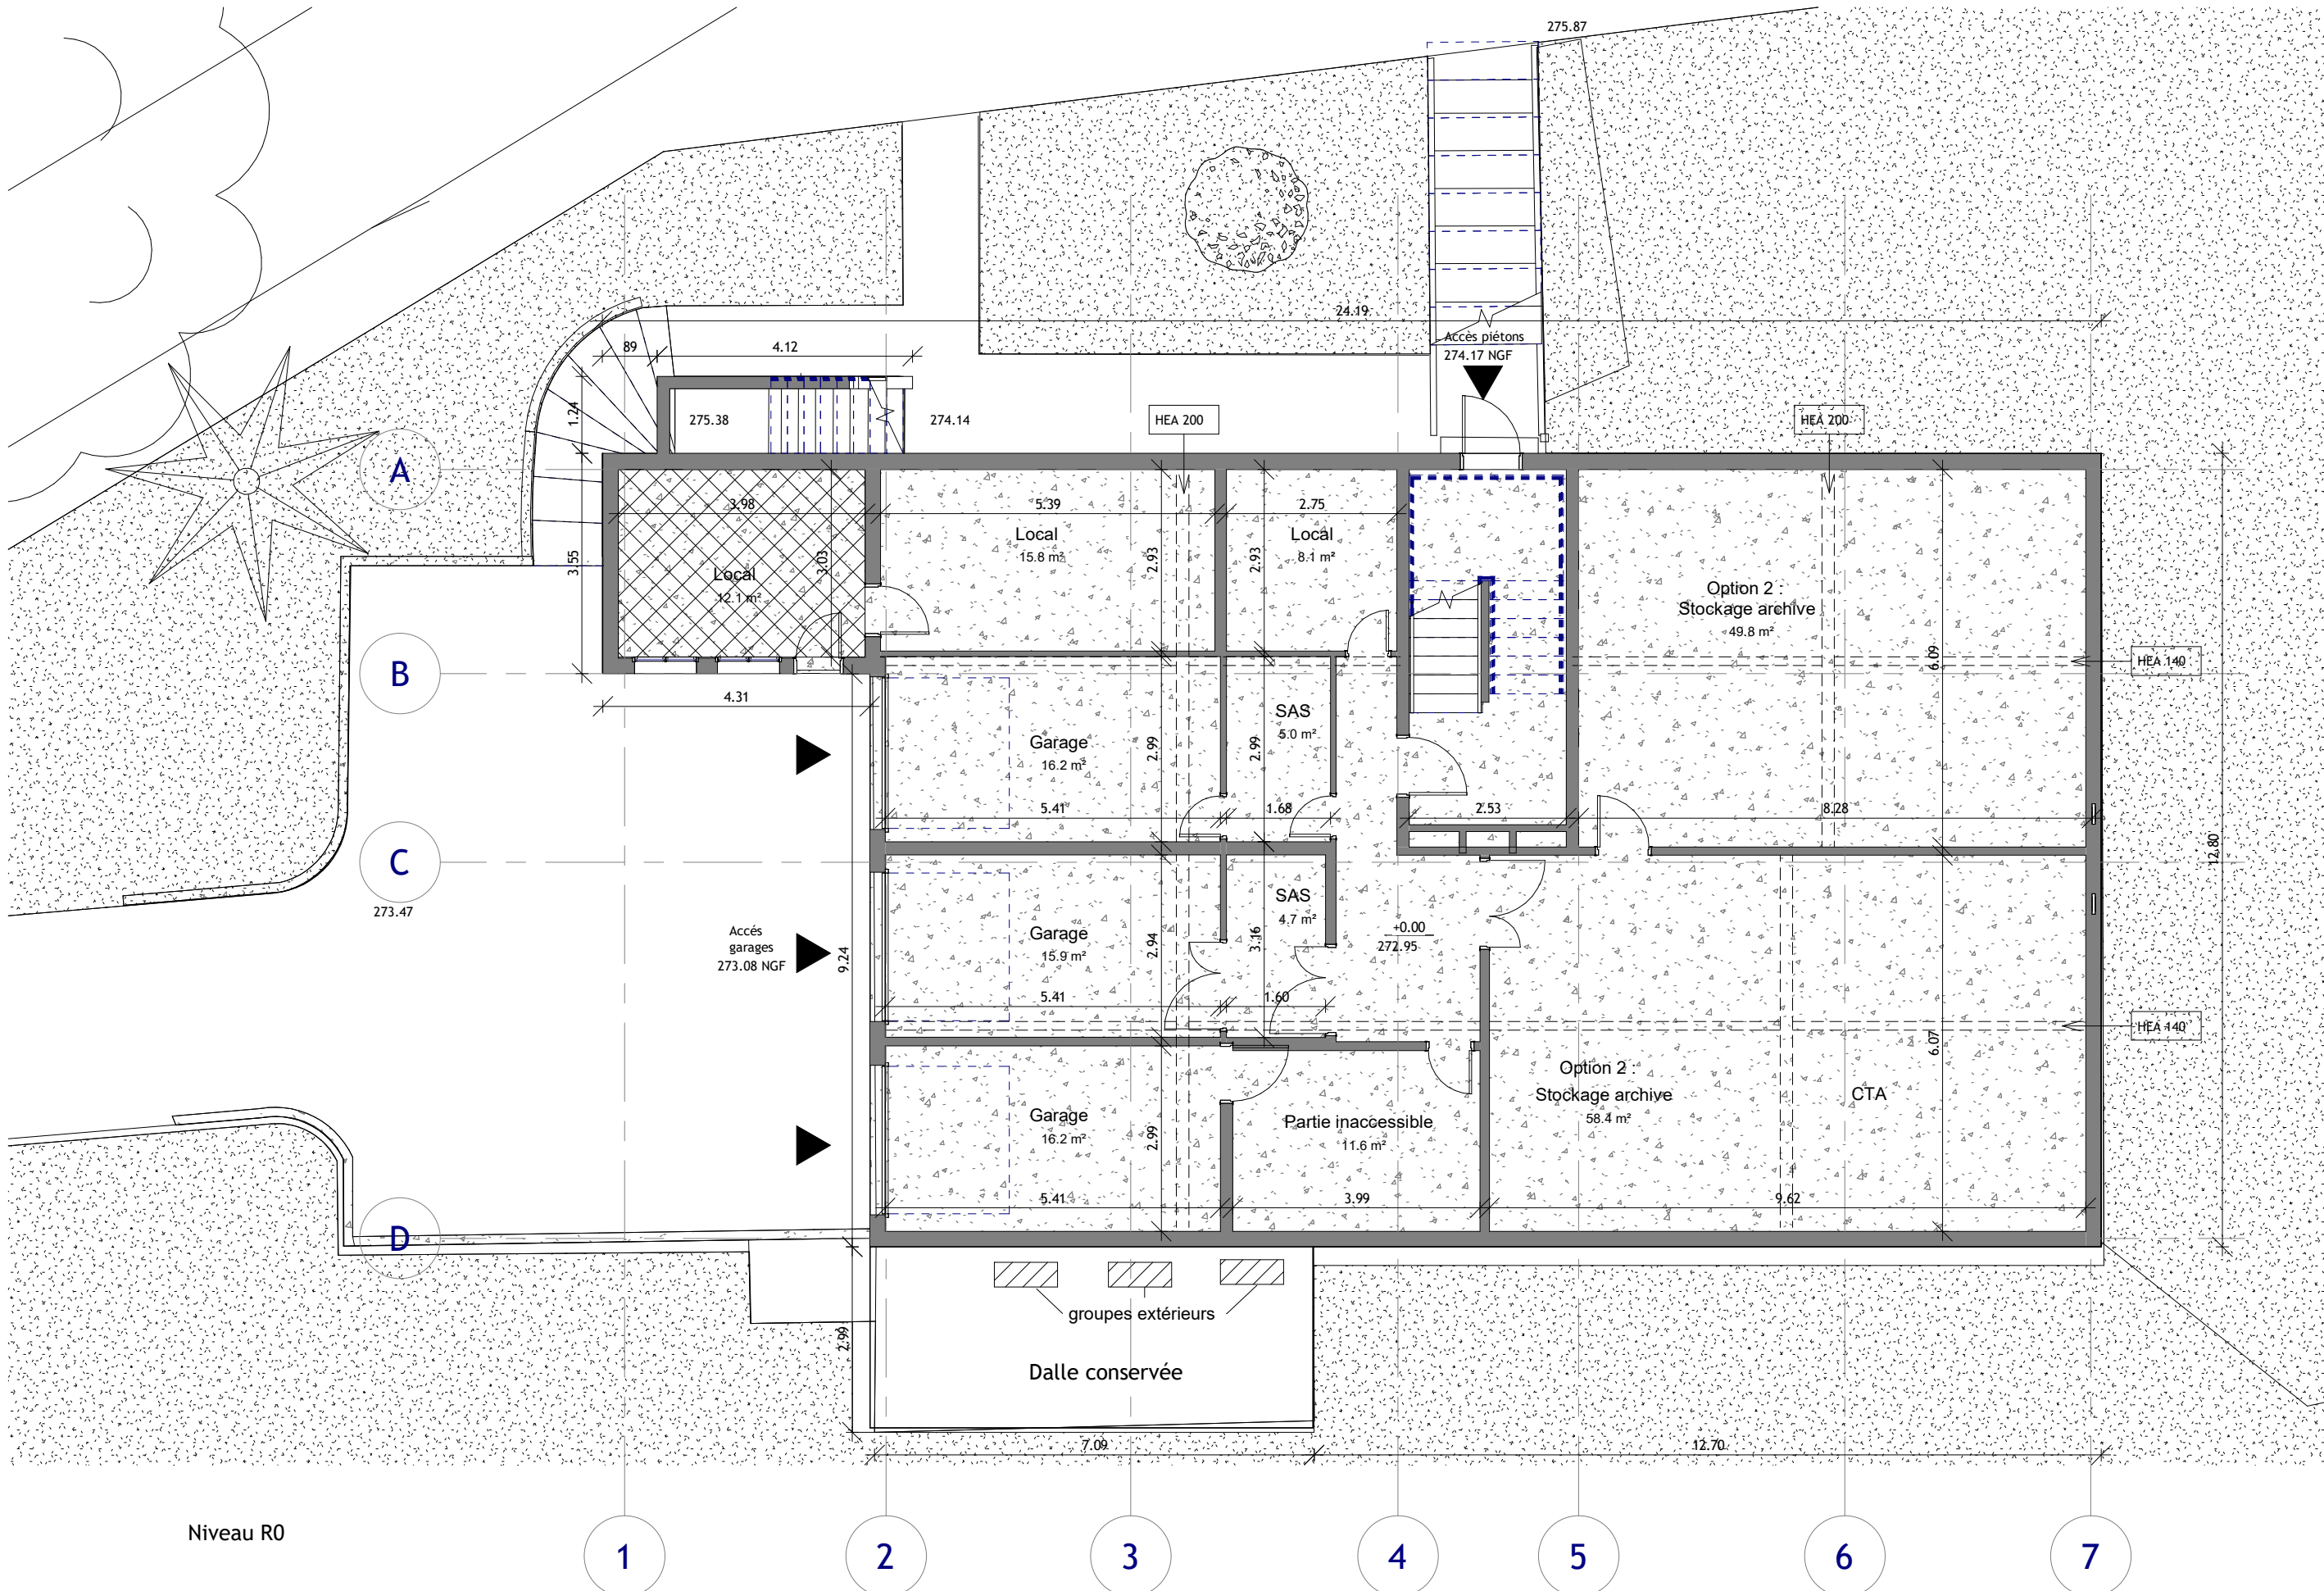 275.87
24.19
Accès piétons
274.17 NGF
89
4.12
1.24
275.38
274.14
HEA 200
HEA 200
A
3.98
5.39
2.75
Local
15.8 m²
Local
8.1 m²
3.55
3.03
2.93
2.93
Local
12.1 m²
Option 2 :
Stockage archive
49.8 m²
6.09
HEA 140
B
4.31
SAS
5.0 m²
Garage
16.2 m²
2.99
2.99
5.41
1.68
2.53
8.28
12.80
C
273.47
SAS
4.7 m²
Accés
garages
273.08 NGF
9.24
Garage
15.9 m²
2.94
3.16
+0.00
272.95
5.41
1.60
HEA 140
6.07
Option 2 :
Stockage archive
58.4 m²
CTA
Garage
16.2 m²
2.99
Partie inaccessible
11.6 m²
5.41
3.99
9.62
D
groupes extérieurs
2.99
Dalle conservée
7.09
12.70
Niveau R0
1
2
3
4
5
6
7